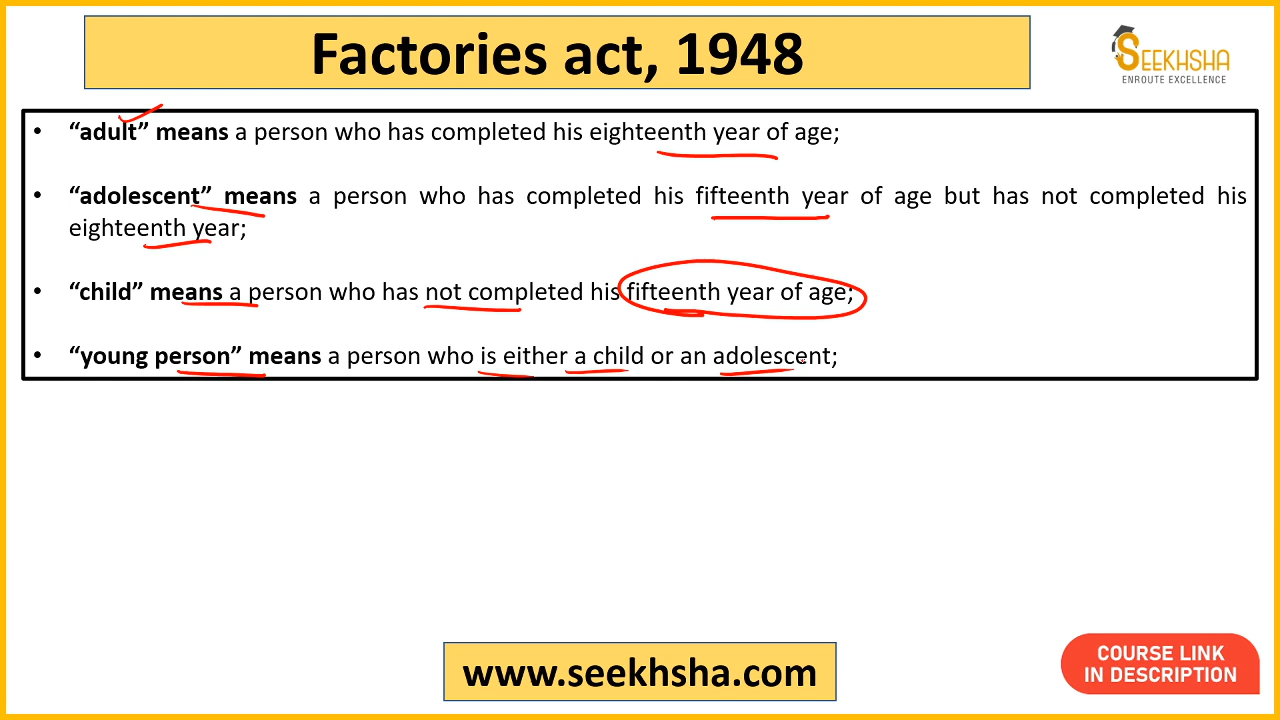 Factories act, 1948
SEEKHSHA
ENROUTE EXCELLENCE
• “adult” means a person who has completed his eighteenth year of age;
• “adolescent” means a person who has completed his fifteenth year of age but has not completed his
eighteenth year;
• “child” means a person who has not completed his fifteenth year of age;
• “young person” means a person who is either a child or an adolescent;
www.seekhsha.com
COURSE LINK
IN DESCRIPTION